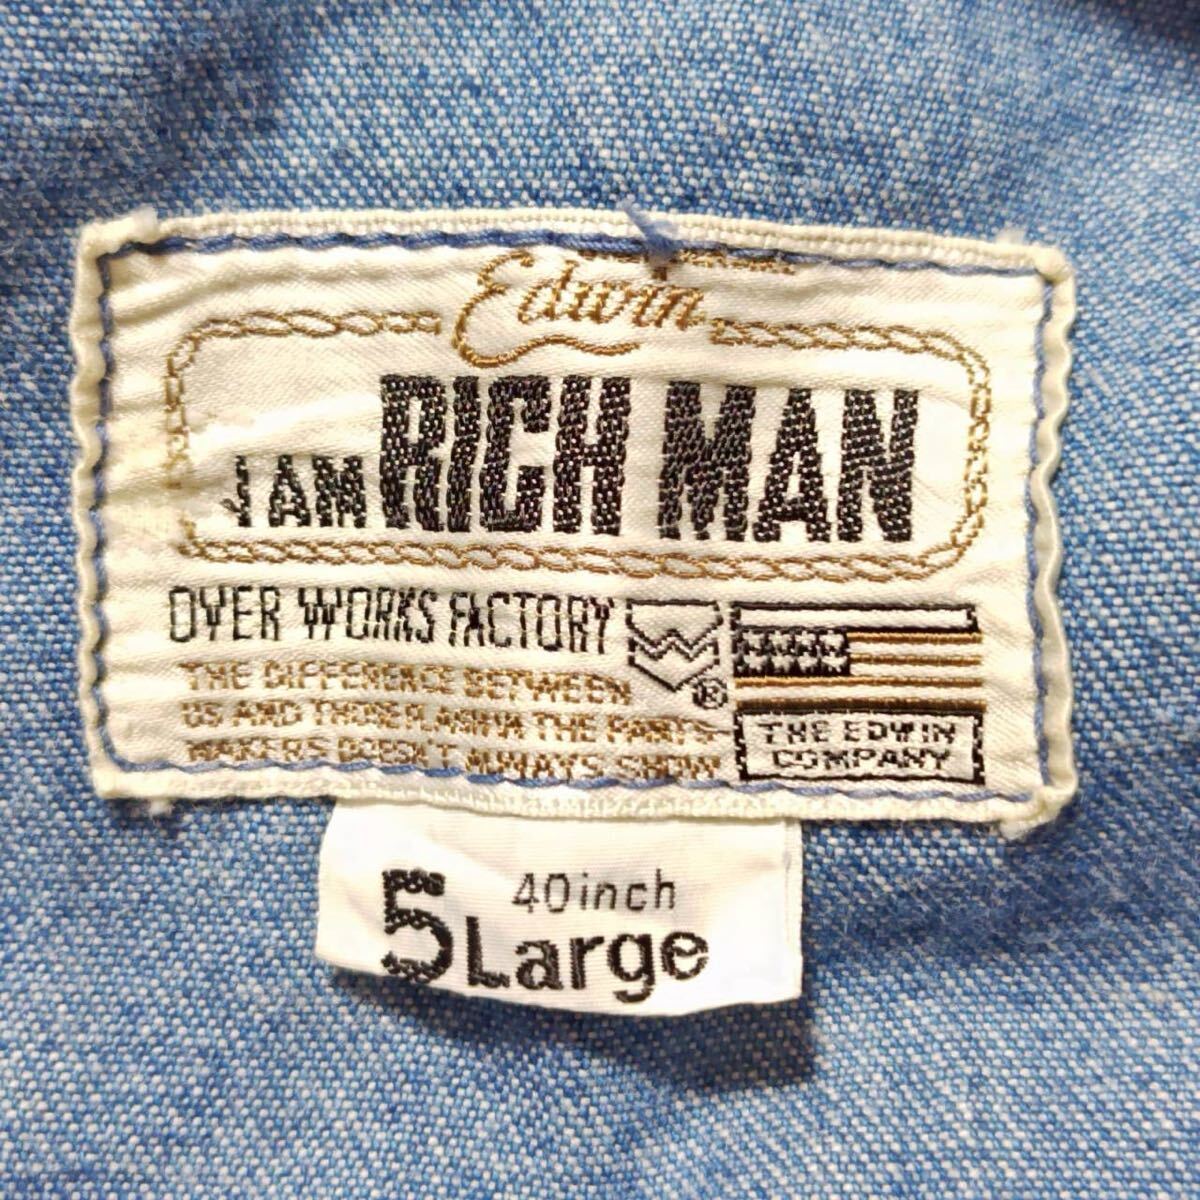 Edwin
I AM RICH MAN
OVER WORKS FACTORY
W ®
THE DIFFERENCE BETWEEN
US AND THOSE FLASH'N THE PANTS
MAKERS DOESN'T ALWAYS SHOW
THE EDWIN
COMPANY
40inch
5Large